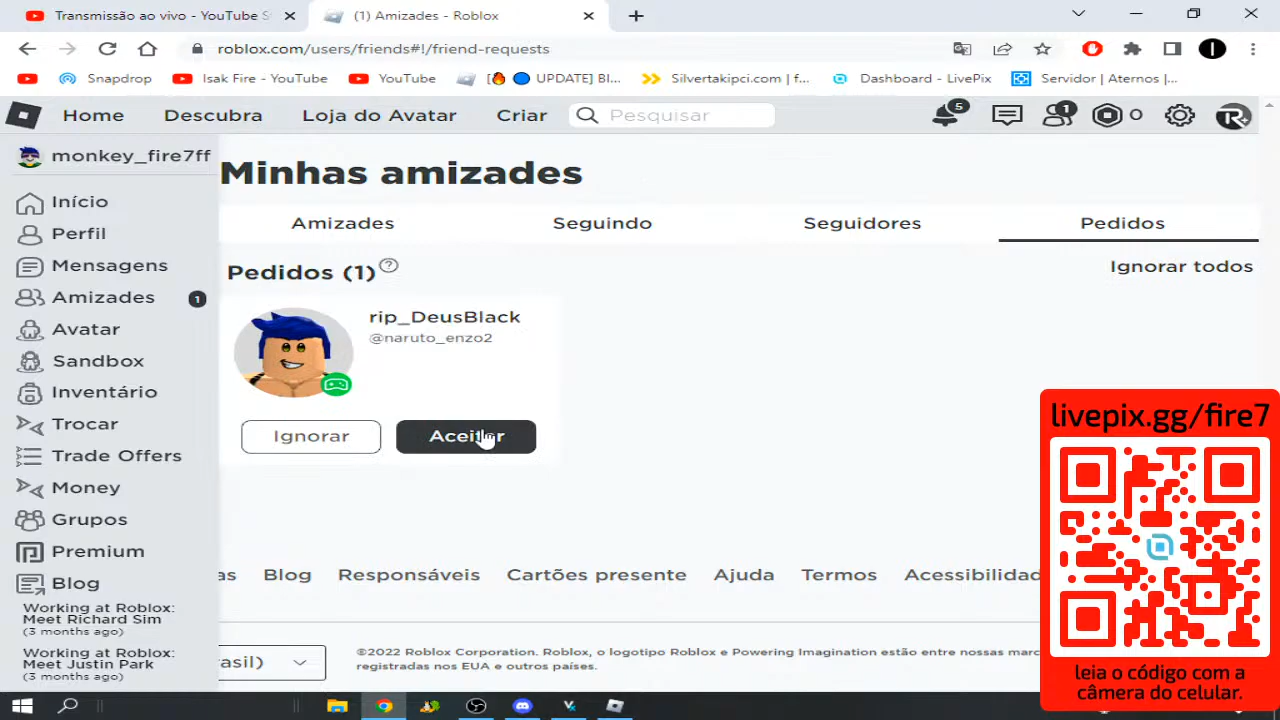 Transmissão ao vivo - YouTube S
(1) Amizades - Roblox
roblox.com/users/friends#!/friend-requests
Snapdrop
Isak Fire - YouTube
YouTube
[🔥🔵 UPDATE] Bl...
Silvertakipci.com | f...
Dashboard - LivePix
Servidor | Aternos |...
Home
Descubra
Loja do Avatar
Criar
Pesquisar
5
1
0
monkey_fire7ff
Minhas amizades
Início
Perfil
Mensagens
Amizades
1
Avatar
Sandbox
Inventário
Trocar
Trade Offers
Money
Grupos
Premium
Blog
Working at Roblox:
Meet Richard Sim
(3 months ago)
Working at Roblox:
Meet Justin Park
(3 months ago)
Amizades
Seguindo
Seguidores
Pedidos
Pedidos (1)
Ignorar todos
rip_DeusBlack
@naruto_enzo2
Ignorar
Aceitar
as
Blog
Responsáveis
Cartões presente
Ajuda
Termos
Acessibilidad
rasil)
©2022 Roblox Corporation. Roblox, o logotipo Roblox e Powering Imagination estão entre nossas marc
registradas nos EUA e outros países.
livepix.gg/fire7
leia o código com a
câmera do celular.